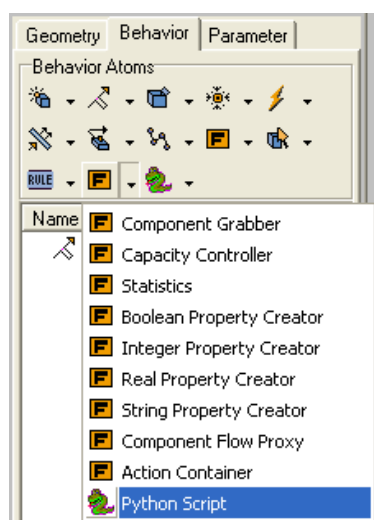 Geometry Behavior Parameter
Behavior Atoms
F
RULE F
Name
F Component Grabber
F Capacity Controller
F Statistics
F Boolean Property Creator
F Integer Property Creator
F Real Property Creator
F String Property Creator
F Component Flow Proxy
F Action Container
Python Script